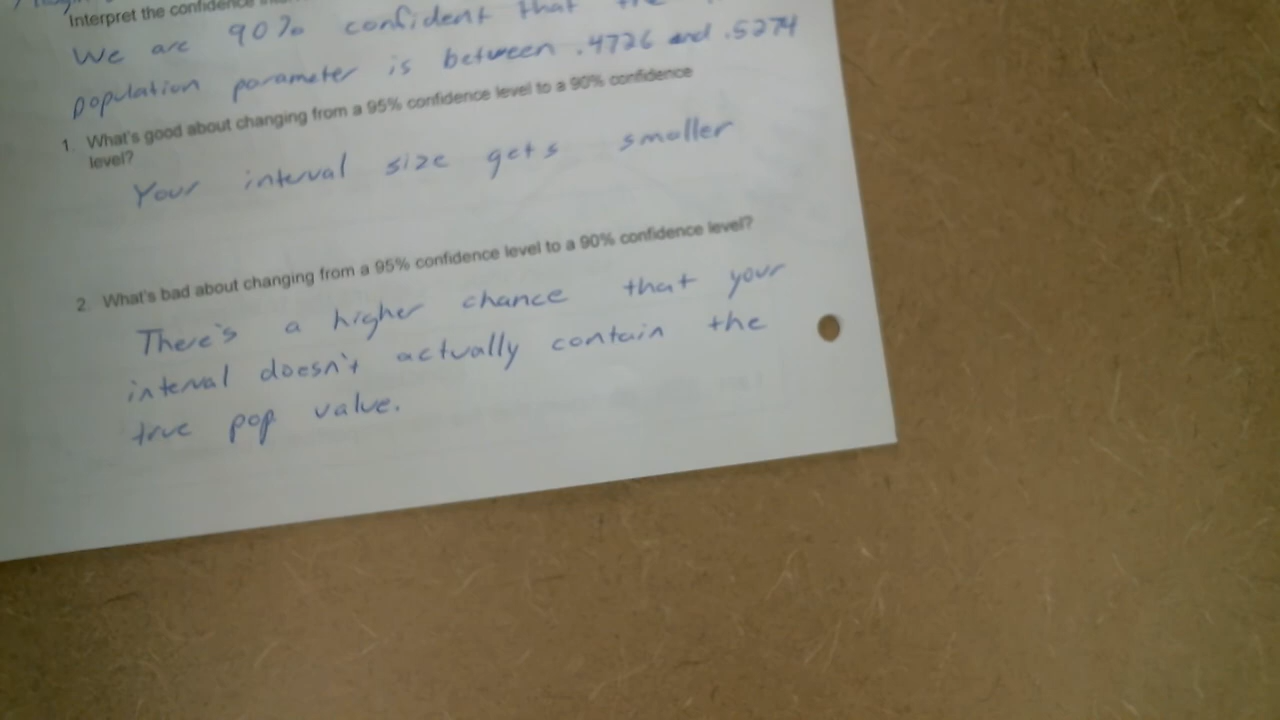 Interpret the confidence
We are 90% confident that the
population parameter is between .4726 and .5274
1. What's good about changing from a 95% confidence level to a 90% confidence
level?
Your interval size gets smaller
2. What's bad about changing from a 95% confidence level to a 90% confidence level?
There's a higher chance that your
interval doesn't actually contain the
true pop value.